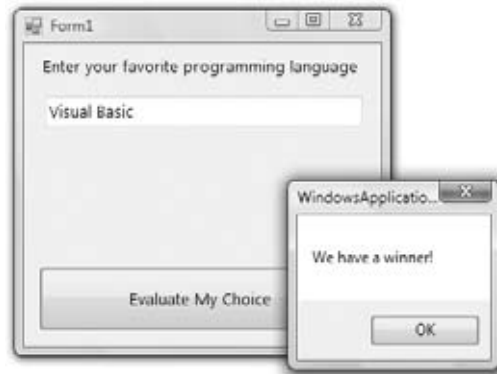 Form1
Enter your favorite programming language
Visual Basic
Evaluate My Choice
WindowsApplicatio...
We have a winner!
OK